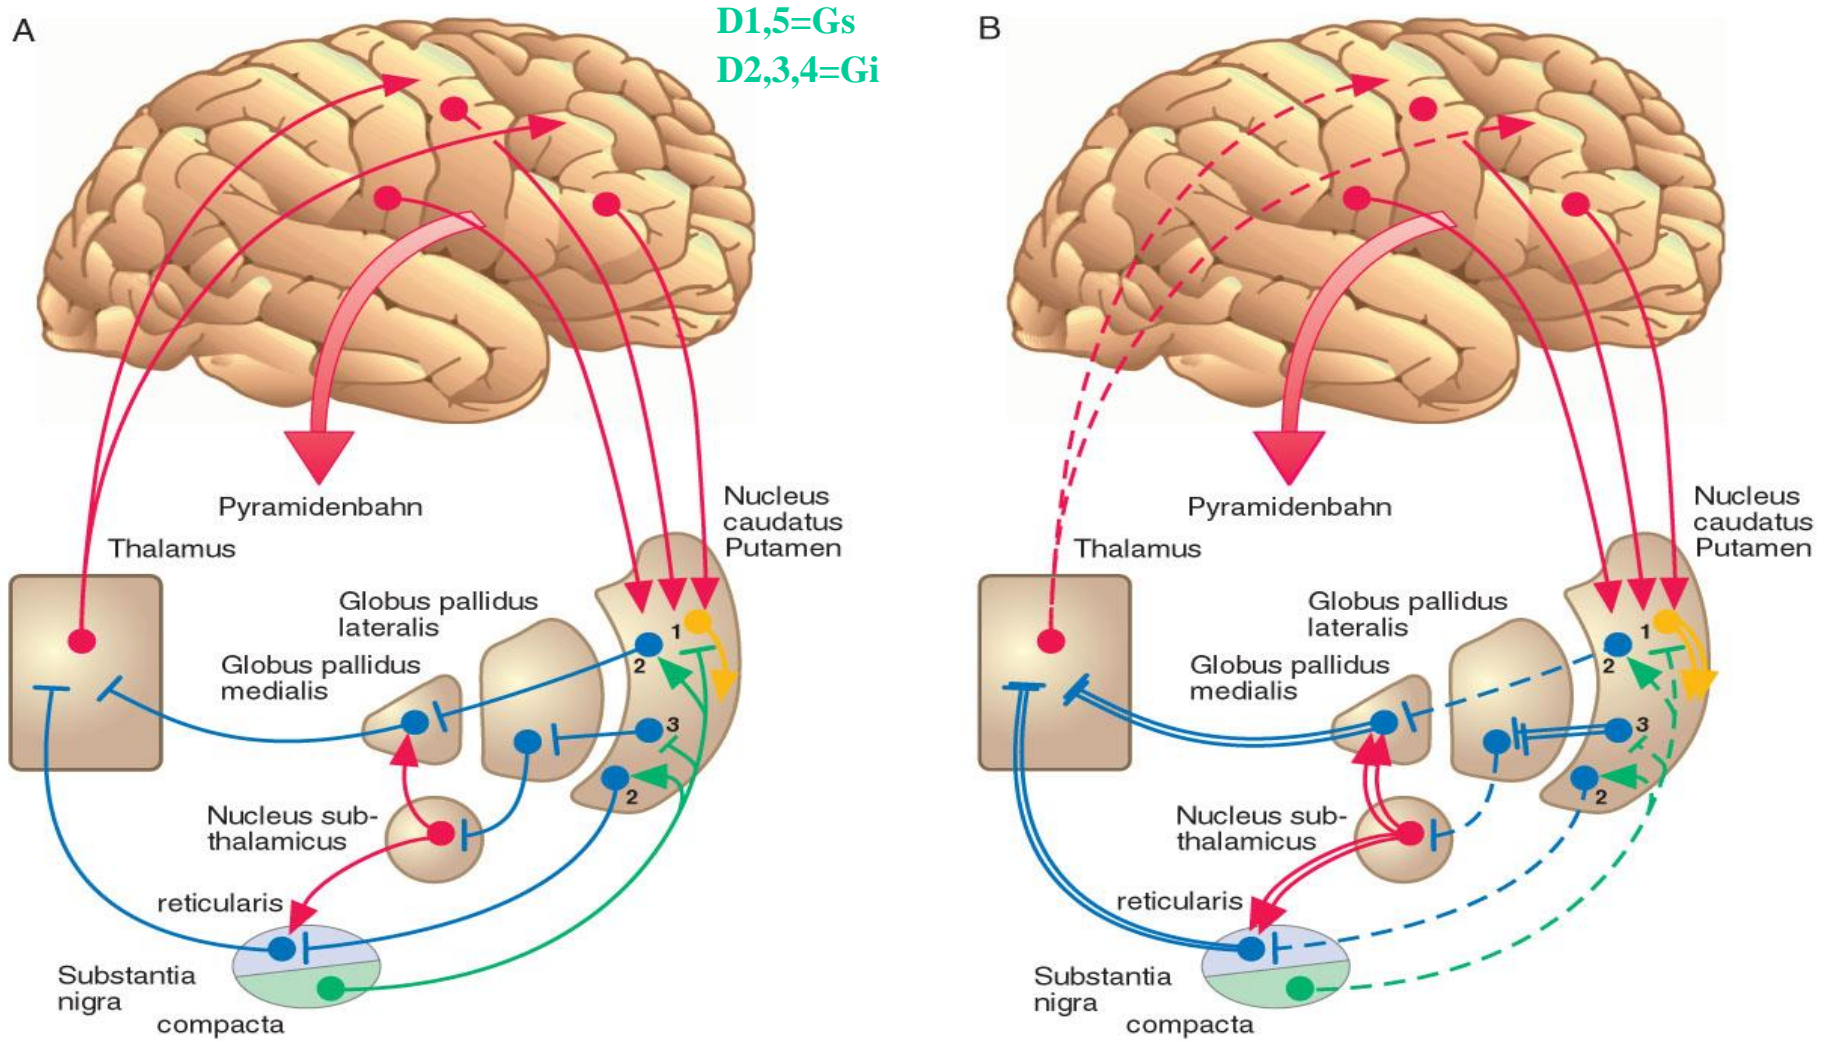 A
D1,5=Gs
D2,3,4=Gi
Pyramidenbahn
Nucleus
caudatus
Putamen
Thalamus
Globus pallidus
lateralis
Globus pallidus
medialis
1
2
3
2
Nucleus sub-
thalamicus
reticularis
Substantia
nigra
compacta
B
Pyramidenbahn
Nucleus
caudatus
Putamen
Thalamus
Globus pallidus
lateralis
Globus pallidus
medialis
1
2
3
2
Nucleus sub-
thalamicus
reticularis
Substantia
nigra
compacta